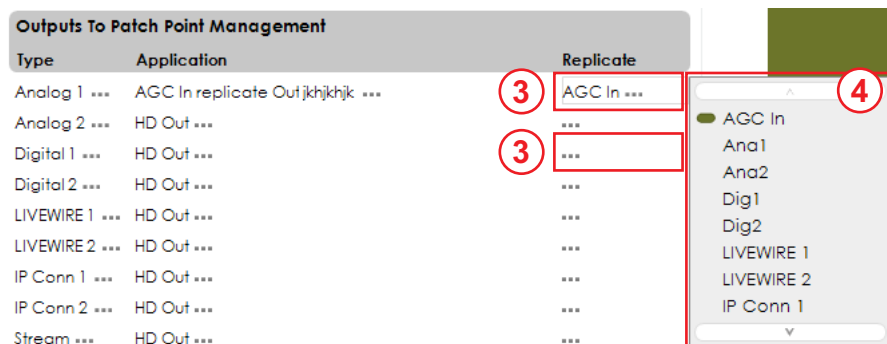 Outputs To Patch Point Management
Type Application Replicate
Analog 1 ... AGC In replicate Out jkhjkhjk ... 3 AGC In ...
Analog 2 ... HD Out ... ...
Digital 1 ... HD Out ... 3 ...
Digital 2 ... HD Out ... ...
LIVEWIRE 1 ... HD Out ... ...
LIVEWIRE 2 ... HD Out ... ...
IP Conn 1 ... HD Out ... ...
IP Conn 2 ... HD Out ... ...
Stream ... HD Out ... ...
4
AGC In
Ana1
Ana2
Dig1
Dig2
LIVEWIRE 1
LIVEWIRE 2
IP Conn 1